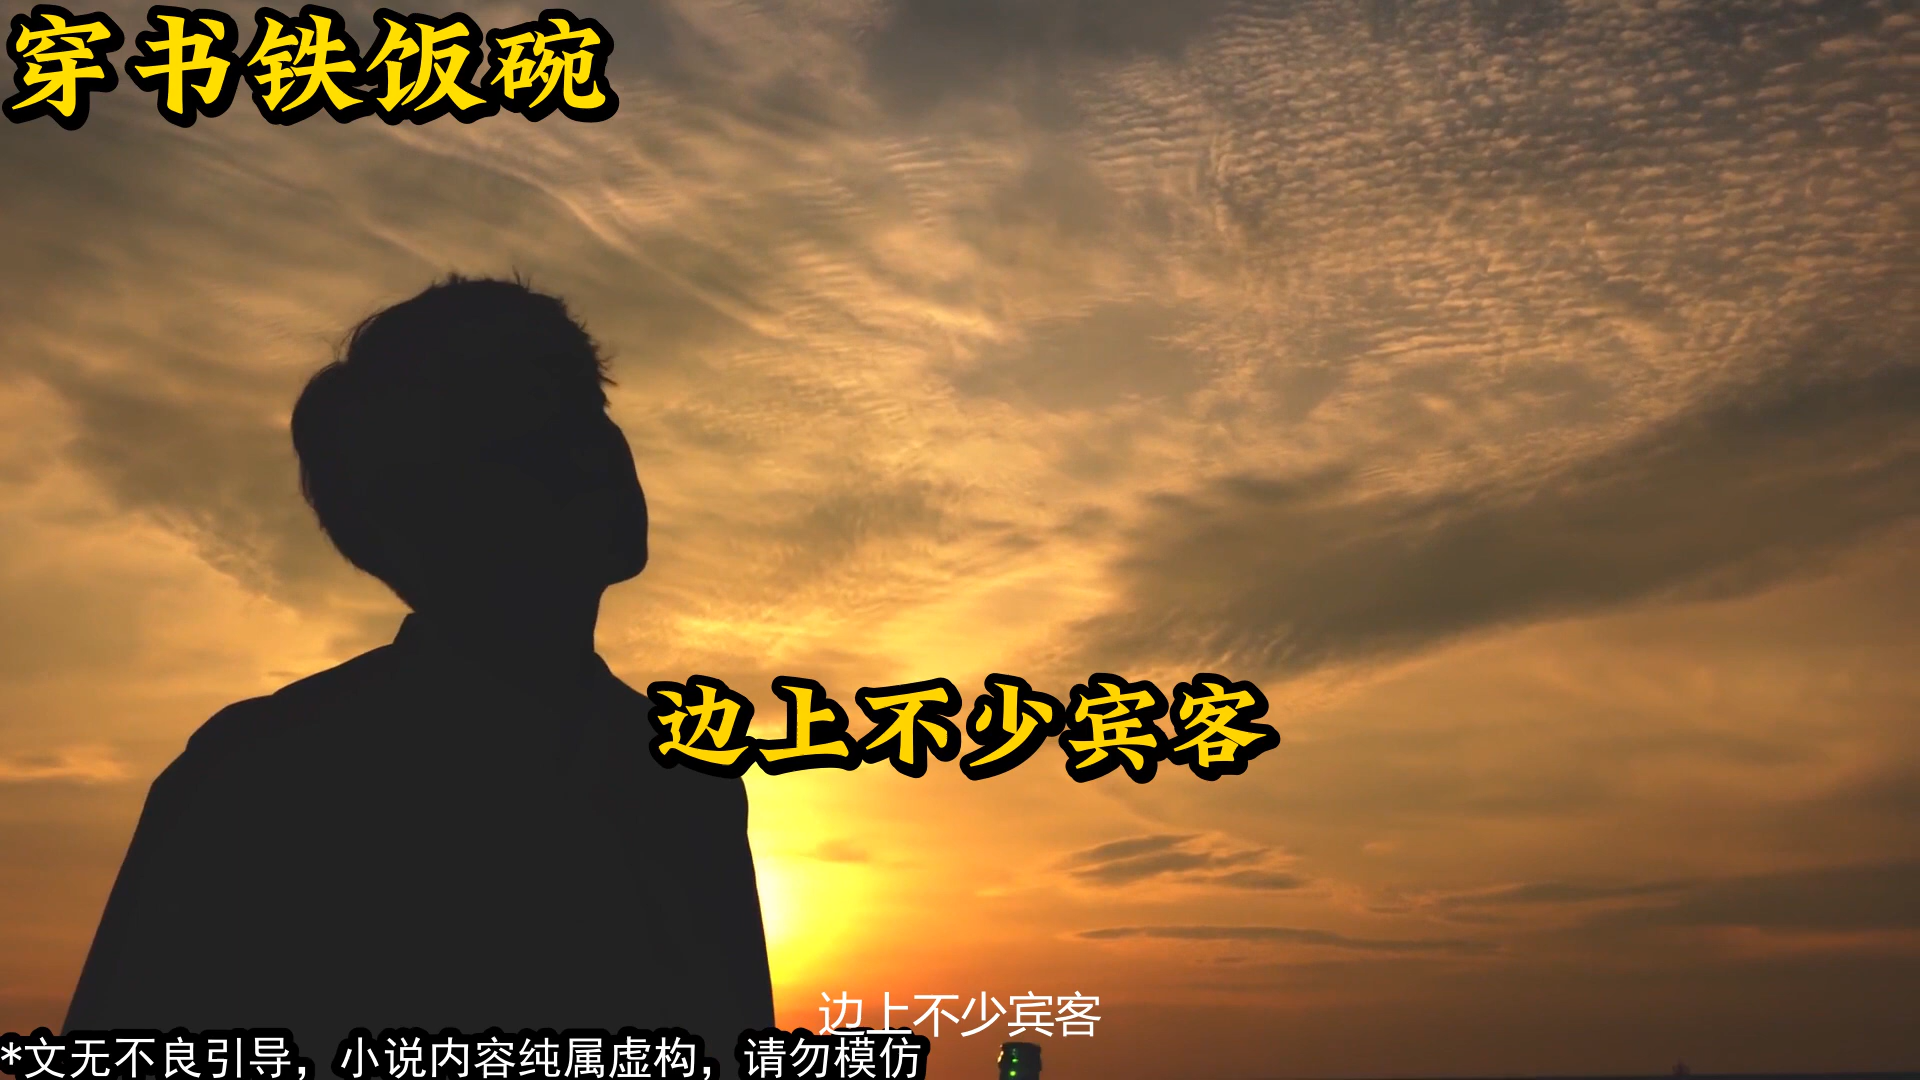 穿书铁饭碗
边上不少宾客
边上不少宾客
*文无不良引导，小说内容纯属虚构，请勿模仿